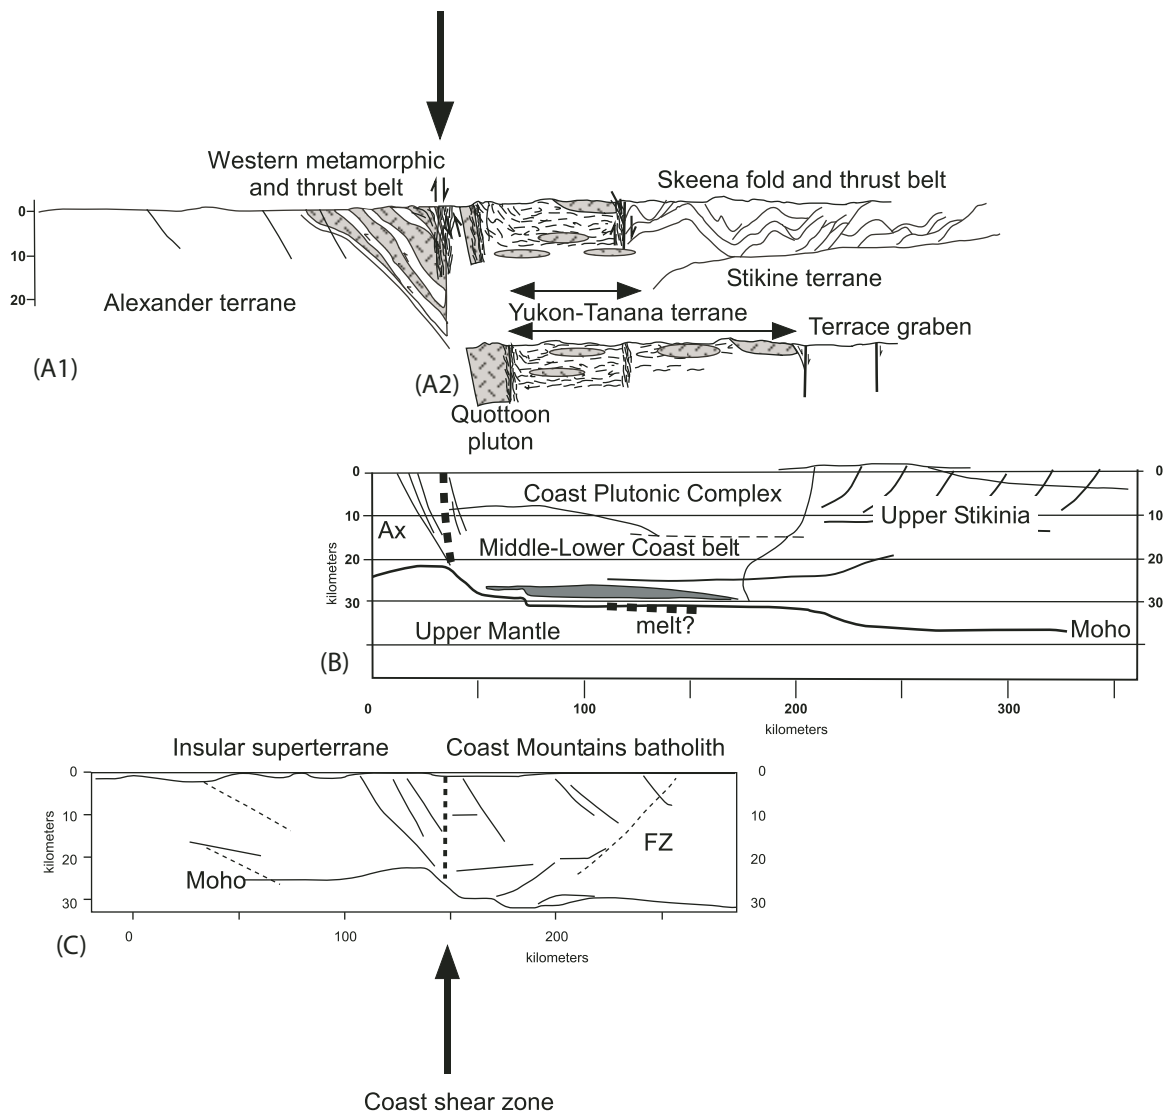 Western metamorphic
and thrust belt
Skeena fold and thrust belt
0
10
20
Alexander terrane
Stikine terrane
Yukon-Tanana terrane
Terrace graben
(A1)
(A2)
Quottoon
pluton
0
10
20
30
kilometers
Ax
Coast Plutonic Complex
Upper Stikinia
Middle-Lower Coast belt
0
10
20
30
melt?
Upper Mantle
Moho
(B)
0
100
200
300
kilometers
Insular superterrane
Coast Mountains batholith
0
10
20
30
kilometers
FZ
Moho
0
10
20
30
(C)
0
100
200
kilometers
Coast shear zone